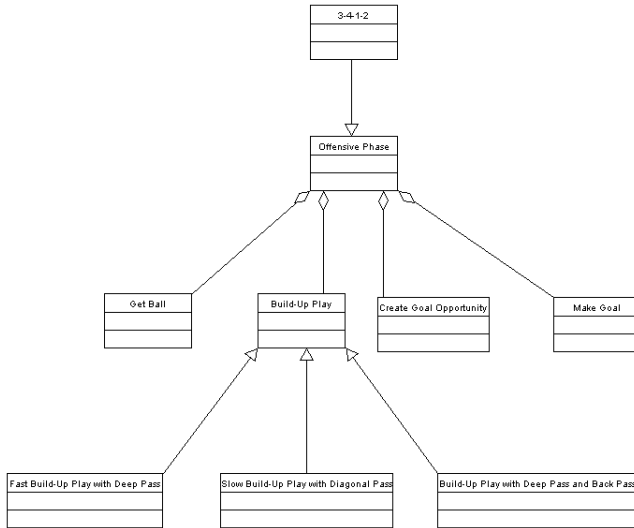 3-4-1-2
Offensive Phase
Get Ball
Build-Up Play
Create Goal Opportunity
Make Goal
Fast Build-Up Play with Deep Pass
Slow Build-Up Play with Diagonal Pass
Build-Up Play with Deep Pass and Back Pass